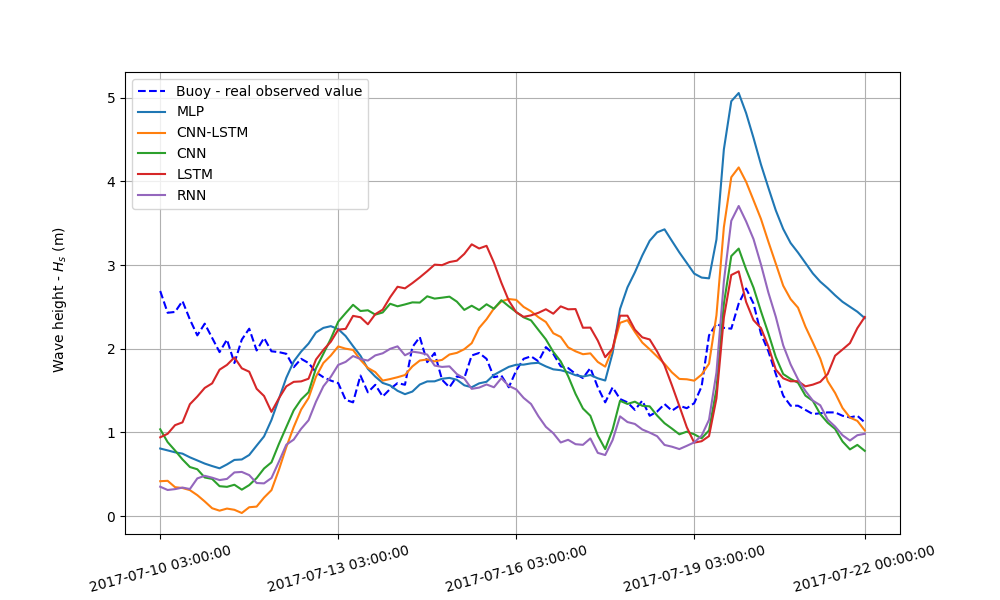 Buoy - real observed value
MLP
CNN-LSTM
CNN
LSTM
RNN
Wave height - Hs (m)
5
4
3
2
1
0
2017-07-10 03:00:00
2017-07-13 03:00:00
2017-07-16 03:00:00
2017-07-19 03:00:00
2017-07-22 00:00:00